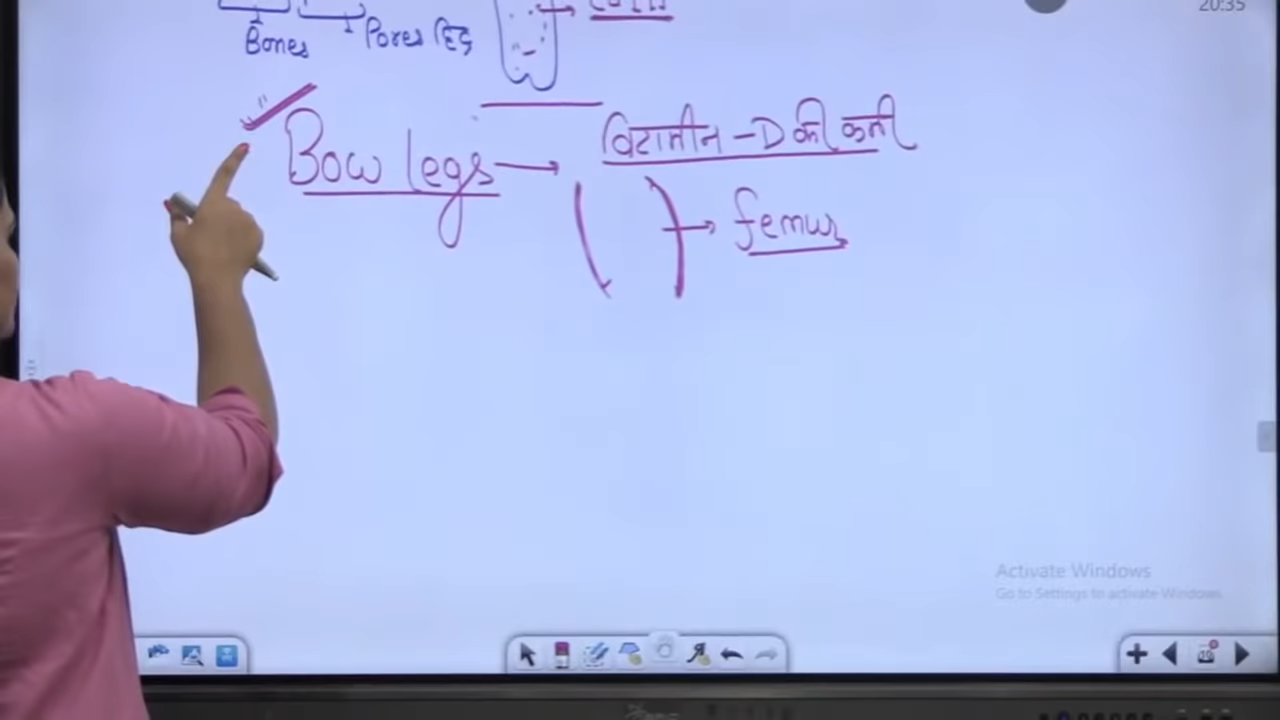 20:35
Bones Pores छिद्र
Bow legs → विटामीन-D की कमी
→ femur
Activate Windows
Go to Settings to activate Windows.